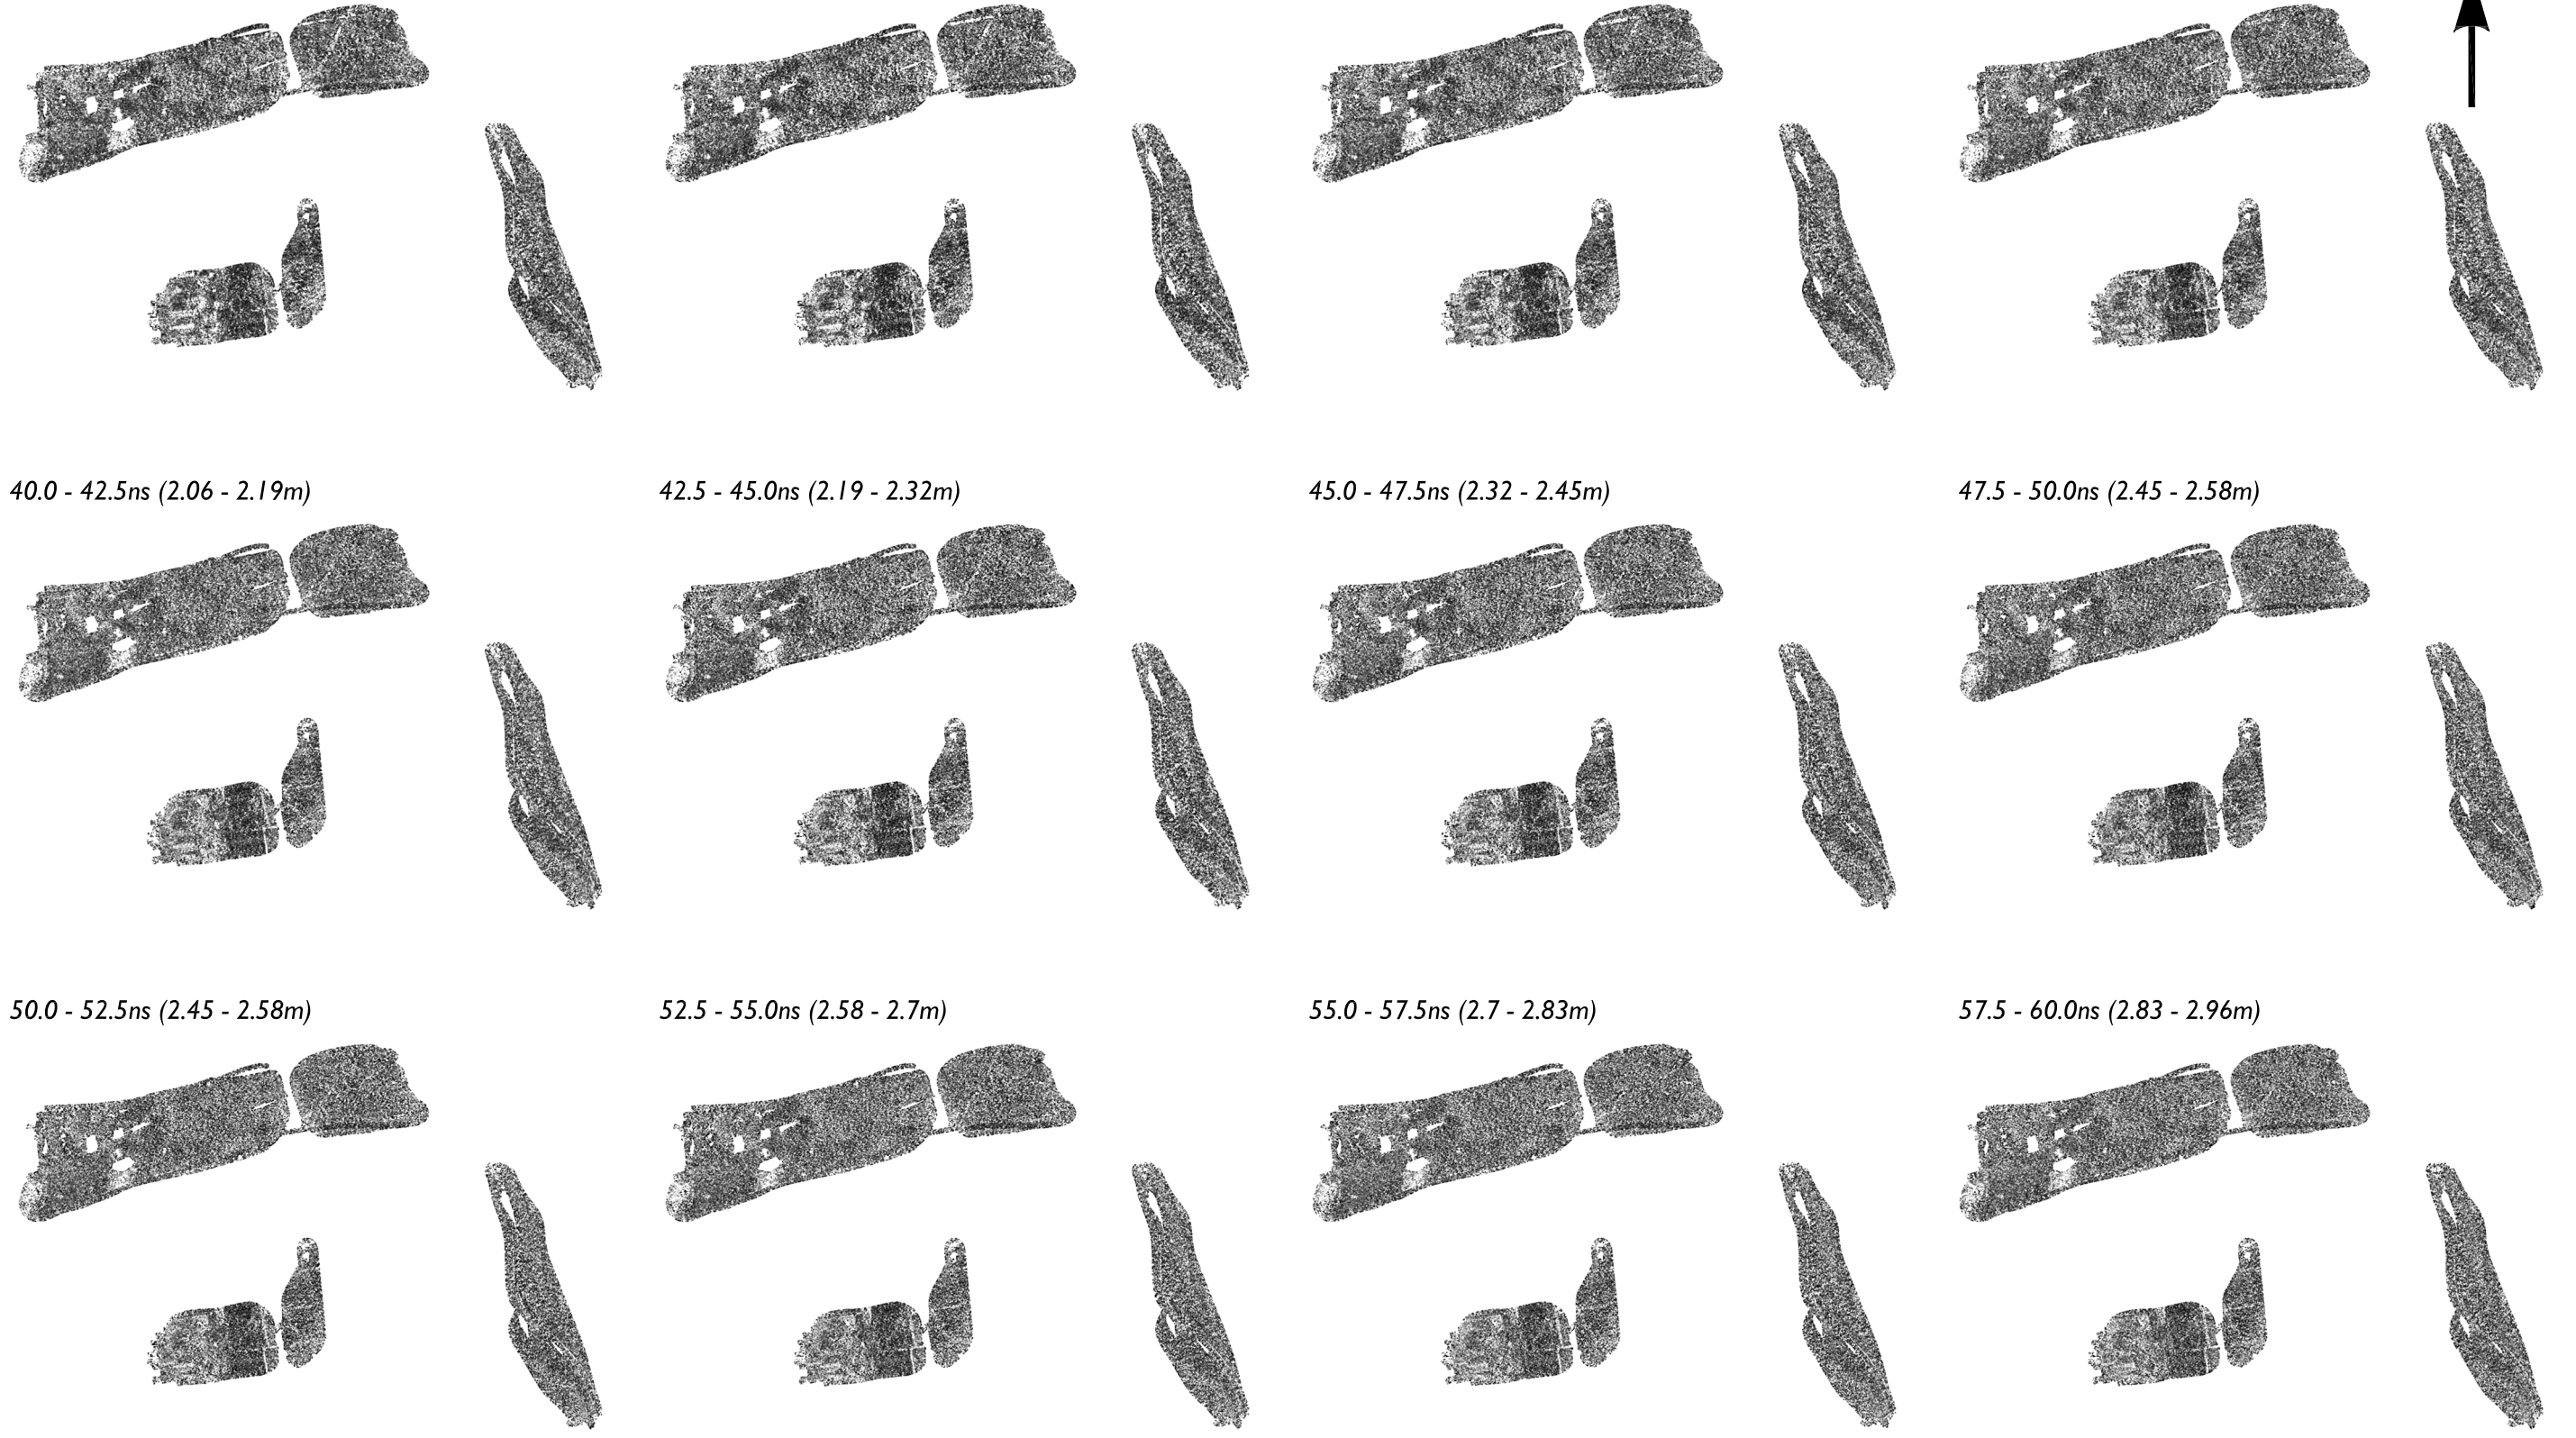 40.0 - 42.5ns (2.06 - 2.19m)
42.5 - 45.0ns (2.19 - 2.32m)
45.0 - 47.5ns (2.32 - 2.45m)
47.5 - 50.0ns (2.45 - 2.58m)
50.0 - 52.5ns (2.45 - 2.58m)
52.5 - 55.0ns (2.58 - 2.7m)
55.0 - 57.5ns (2.7 - 2.83m)
57.5 - 60.0ns (2.83 - 2.96m)